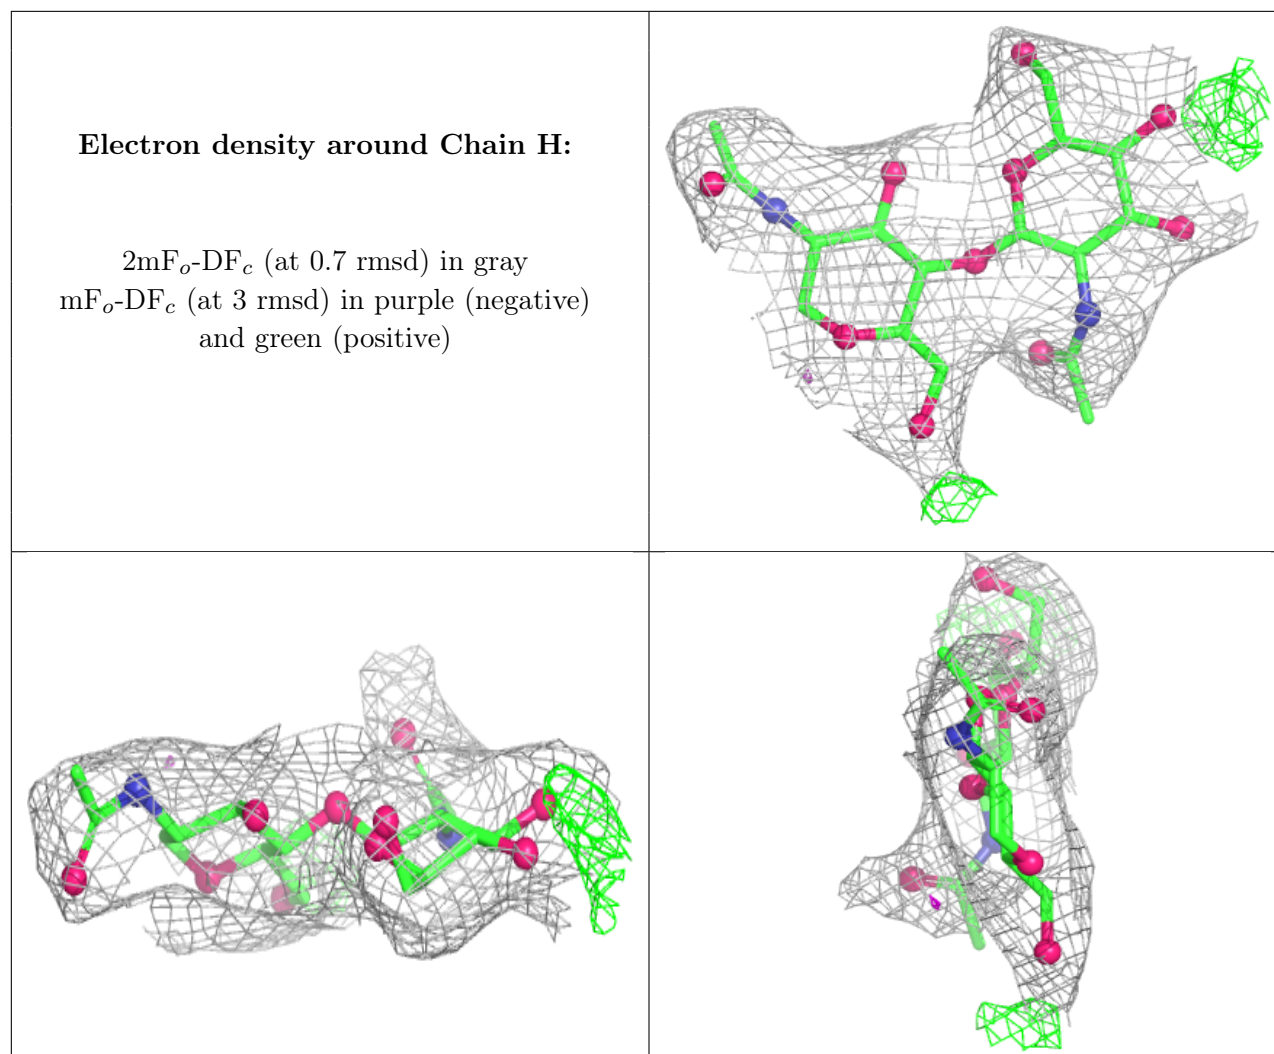 Electron density around Chain H:
2mFo-DFc (at 0.7 rmsd) in gray
mFo-DFc (at 3 rmsd) in purple (negative)
and green (positive)